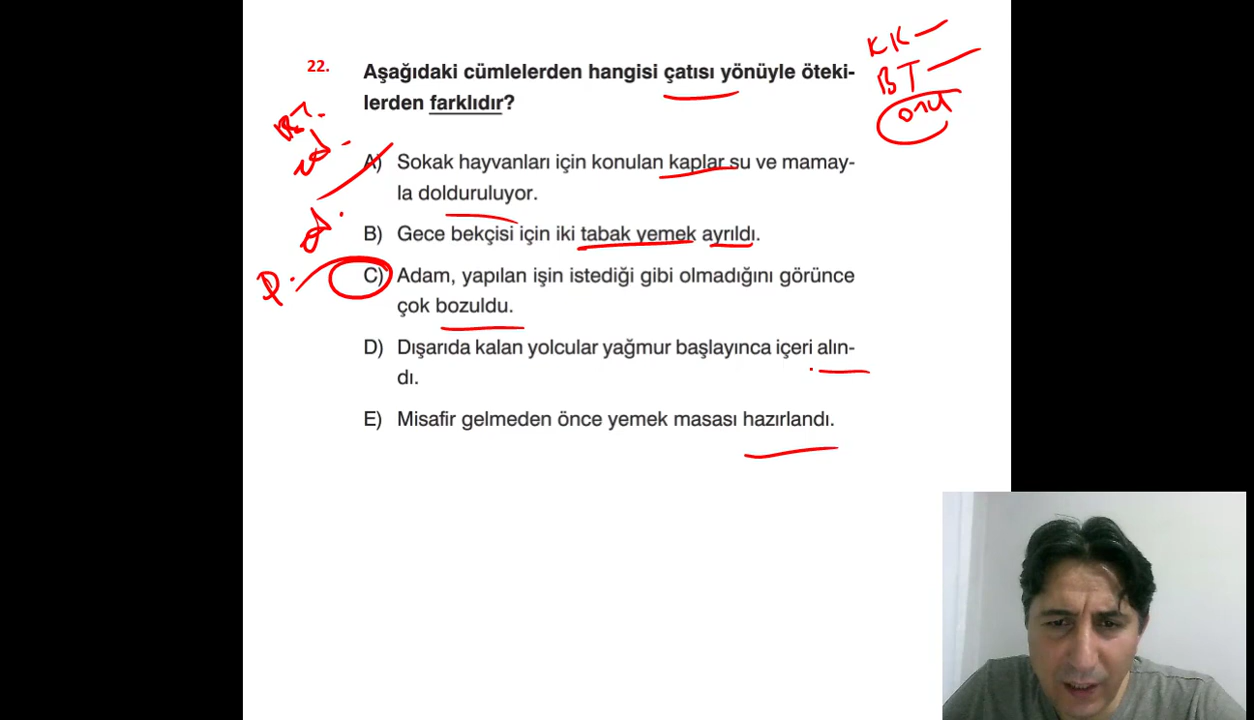 KK
22.
Aşağıdaki cümlelerden hangisi çatısı yönüyle öteki-
BT
lerden farklıdır?
onu
A) Sokak hayvanları için konulan kaplar su ve mamay-
la dolduruluyor.
B) Gece bekçisi için iki tabak yemek ayrıldı.
C) Adam, yapılan işin istediği gibi olmadığını görünce
P.
çok bozuldu.
D) Dışarıda kalan yolcular yağmur başlayınca içeri alın-
dı.
E) Misafir gelmeden önce yemek masası hazırlandı.